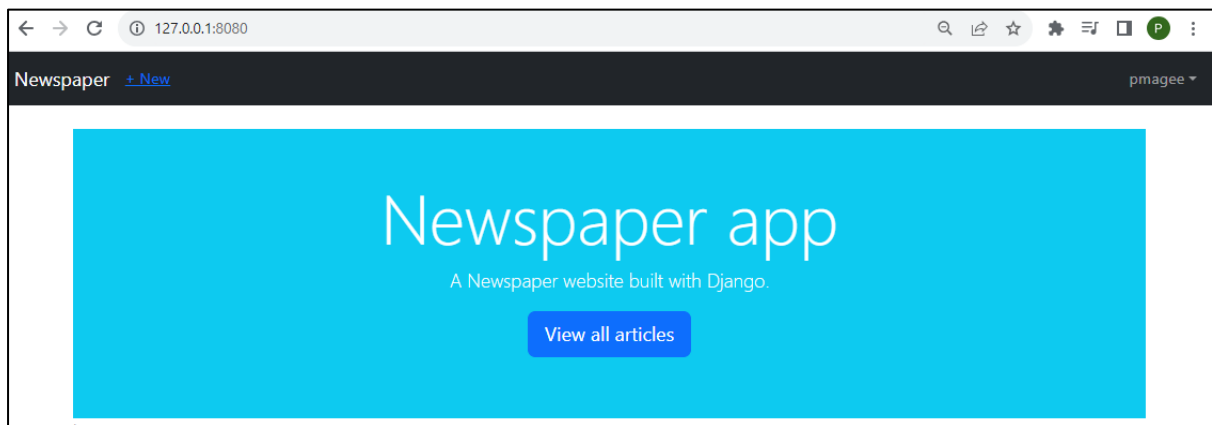 127.0.0.1:8080
P
Newspaper + New pmagee
Newspaper app
A Newspaper website built with Django.
View all articles